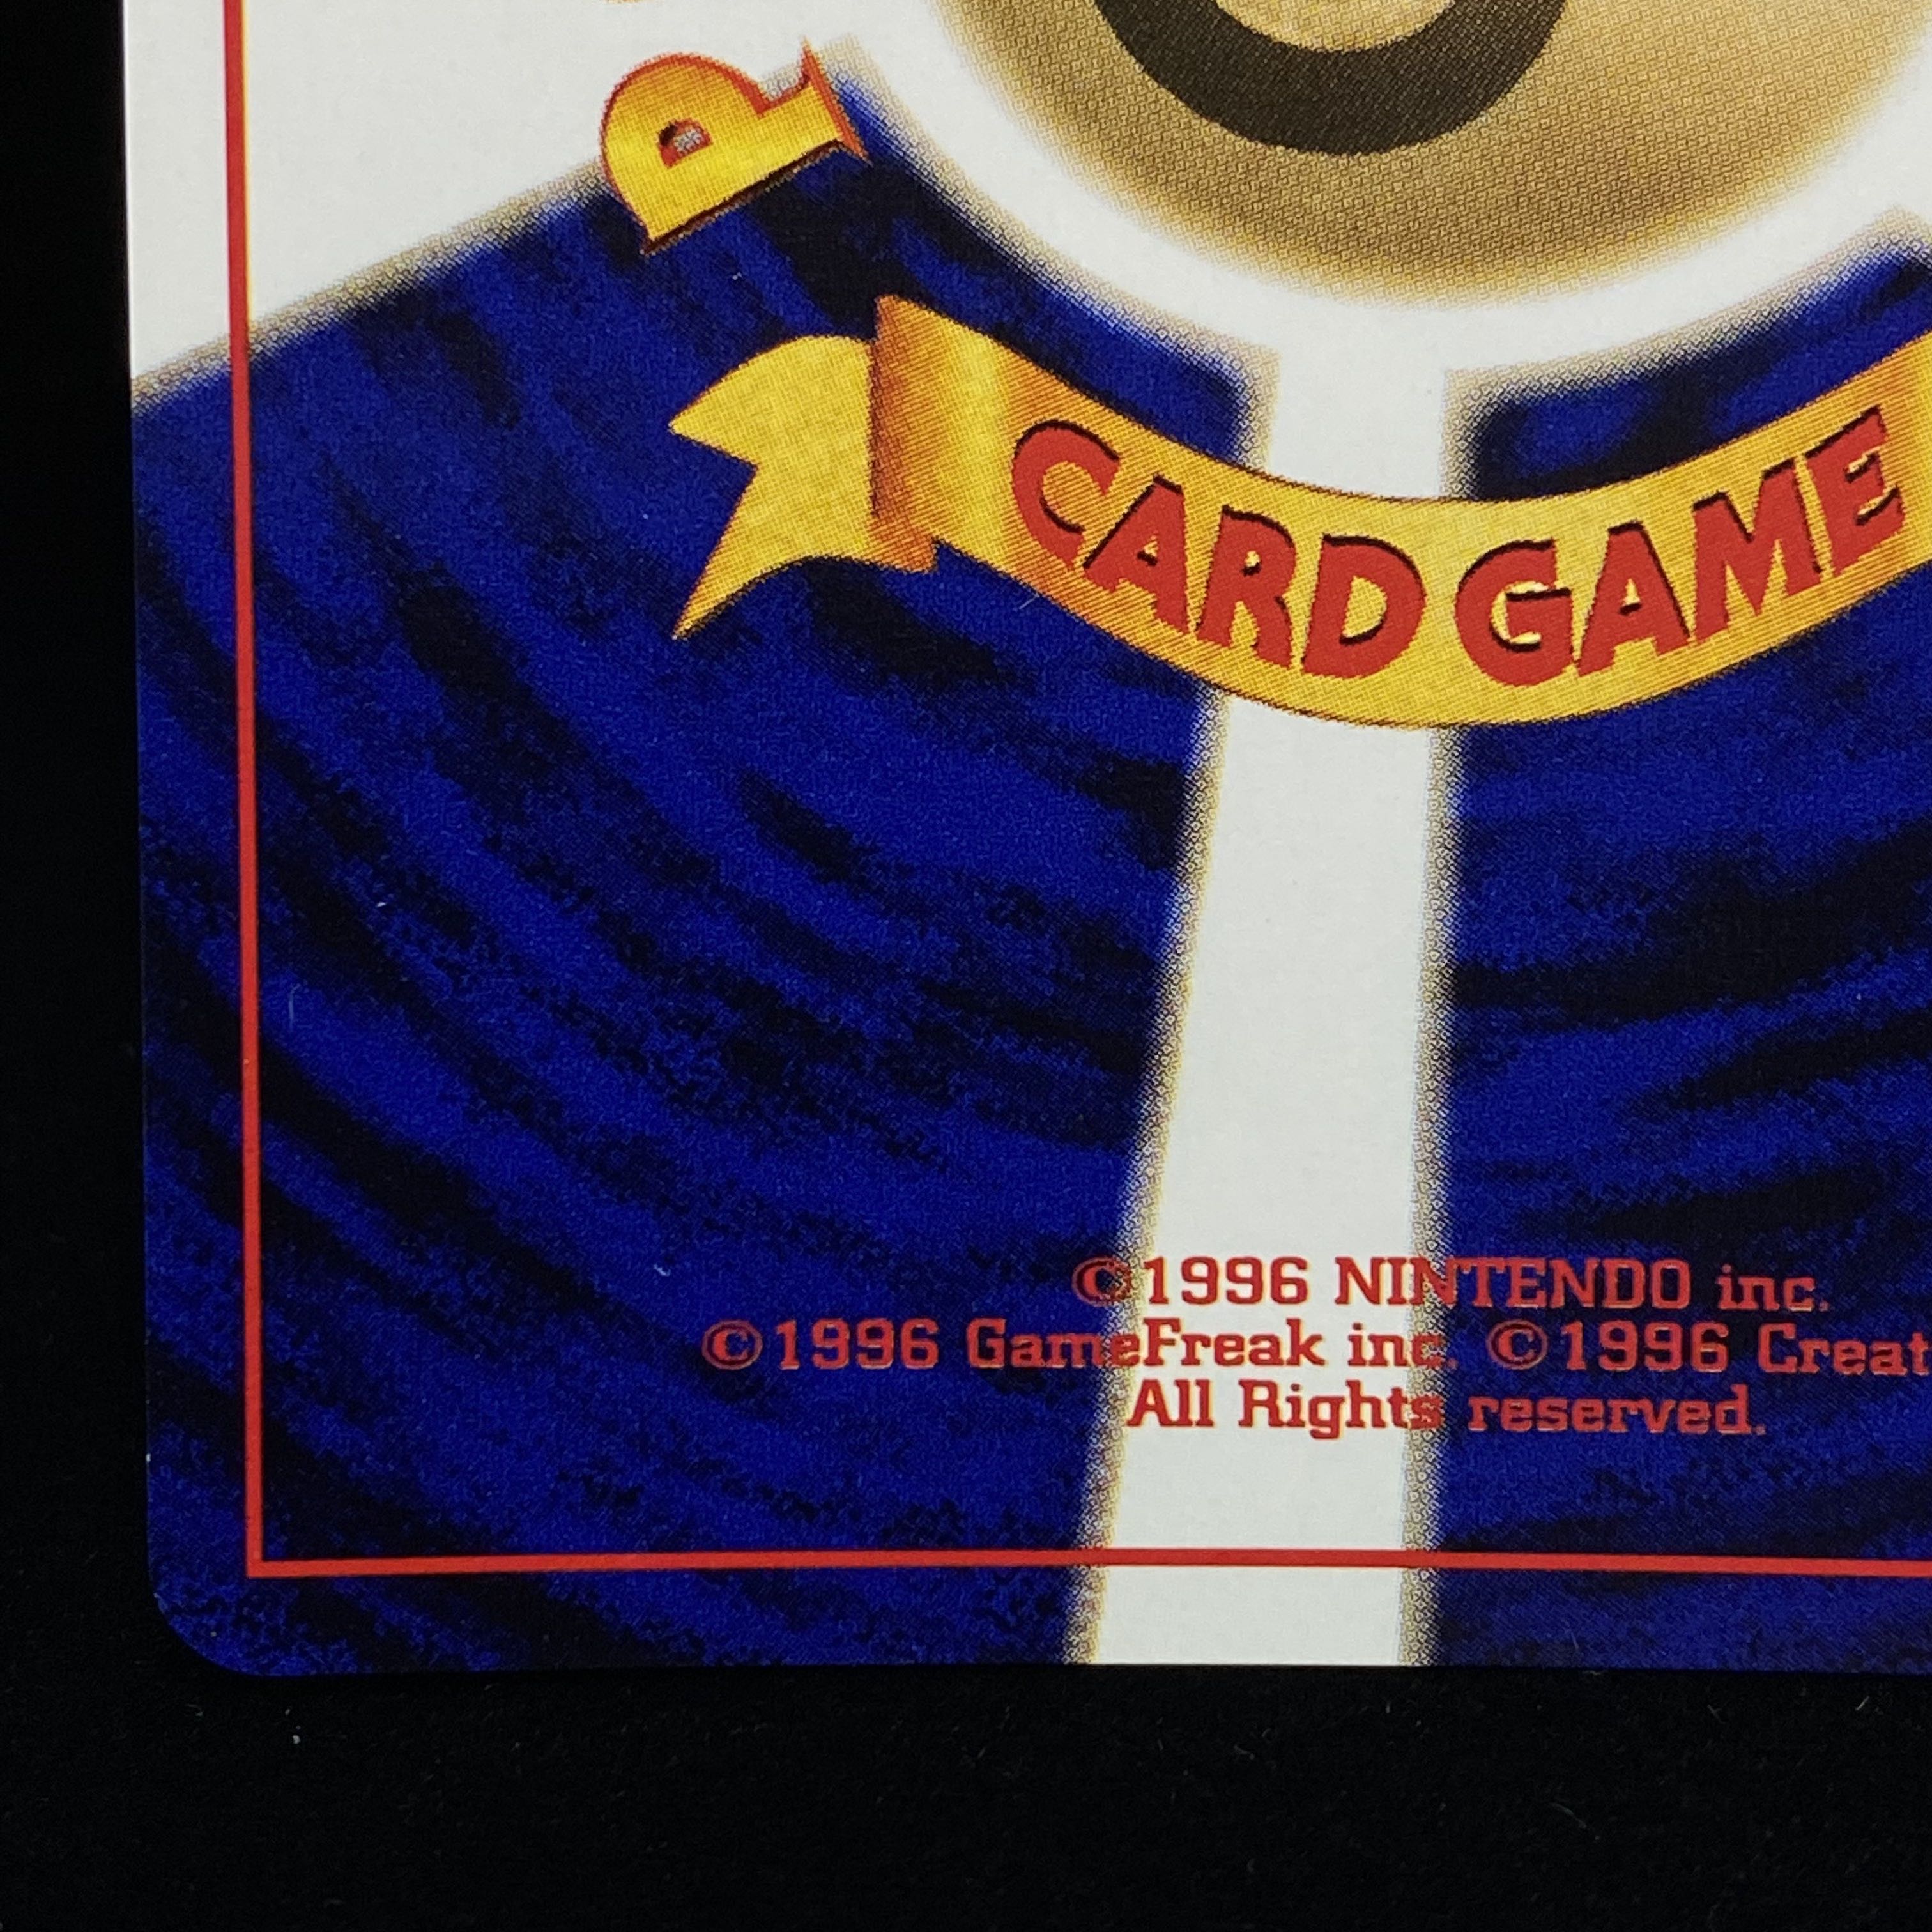 P
CARD GAME
©1996 NINTENDO inc.
©1996 GameFreak inc. ©1996 Creat
All Rights reserved.